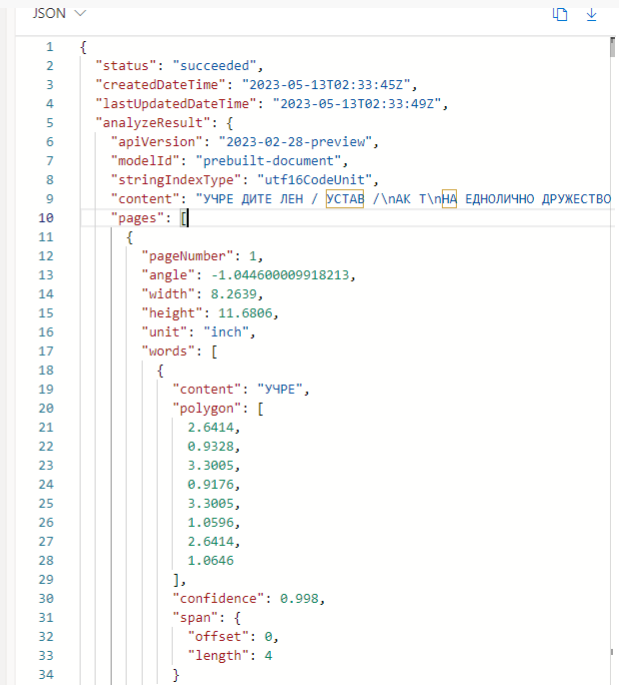 JSON
1 {
2 "status": "succeeded",
3 "createdDateTime": "2023-05-13T02:33:45Z",
4 "lastUpdatedDateTime": "2023-05-13T02:33:49Z",
5 "analyzeResult": {
6 "apiVersion": "2023-02-28-preview",
7 "modelId": "prebuilt-document",
8 "stringIndexType": "utf16CodeUnit",
9 "content": "УЧРЕ ДИТЕ ЛЕН / УСТАВ /\nАК Т\nНА ЕДНОЛИЧНО ДРУЖЕСТВО
10 "pages": [
11 {
12 "pageNumber": 1,
13 "angle": -1.044600009918213,
14 "width": 8.2639,
15 "height": 11.6806,
16 "unit": "inch",
17 "words": [
18 {
19 "content": "УЧРЕ",
20 "polygon": [
21 2.6414,
22 0.9328,
23 3.3005,
24 0.9176,
25 3.3005,
26 1.0596,
27 2.6414,
28 1.0646
29 ],
30 "confidence": 0.998,
31 "span": {
32 "offset": 0,
33 "length": 4
34 }